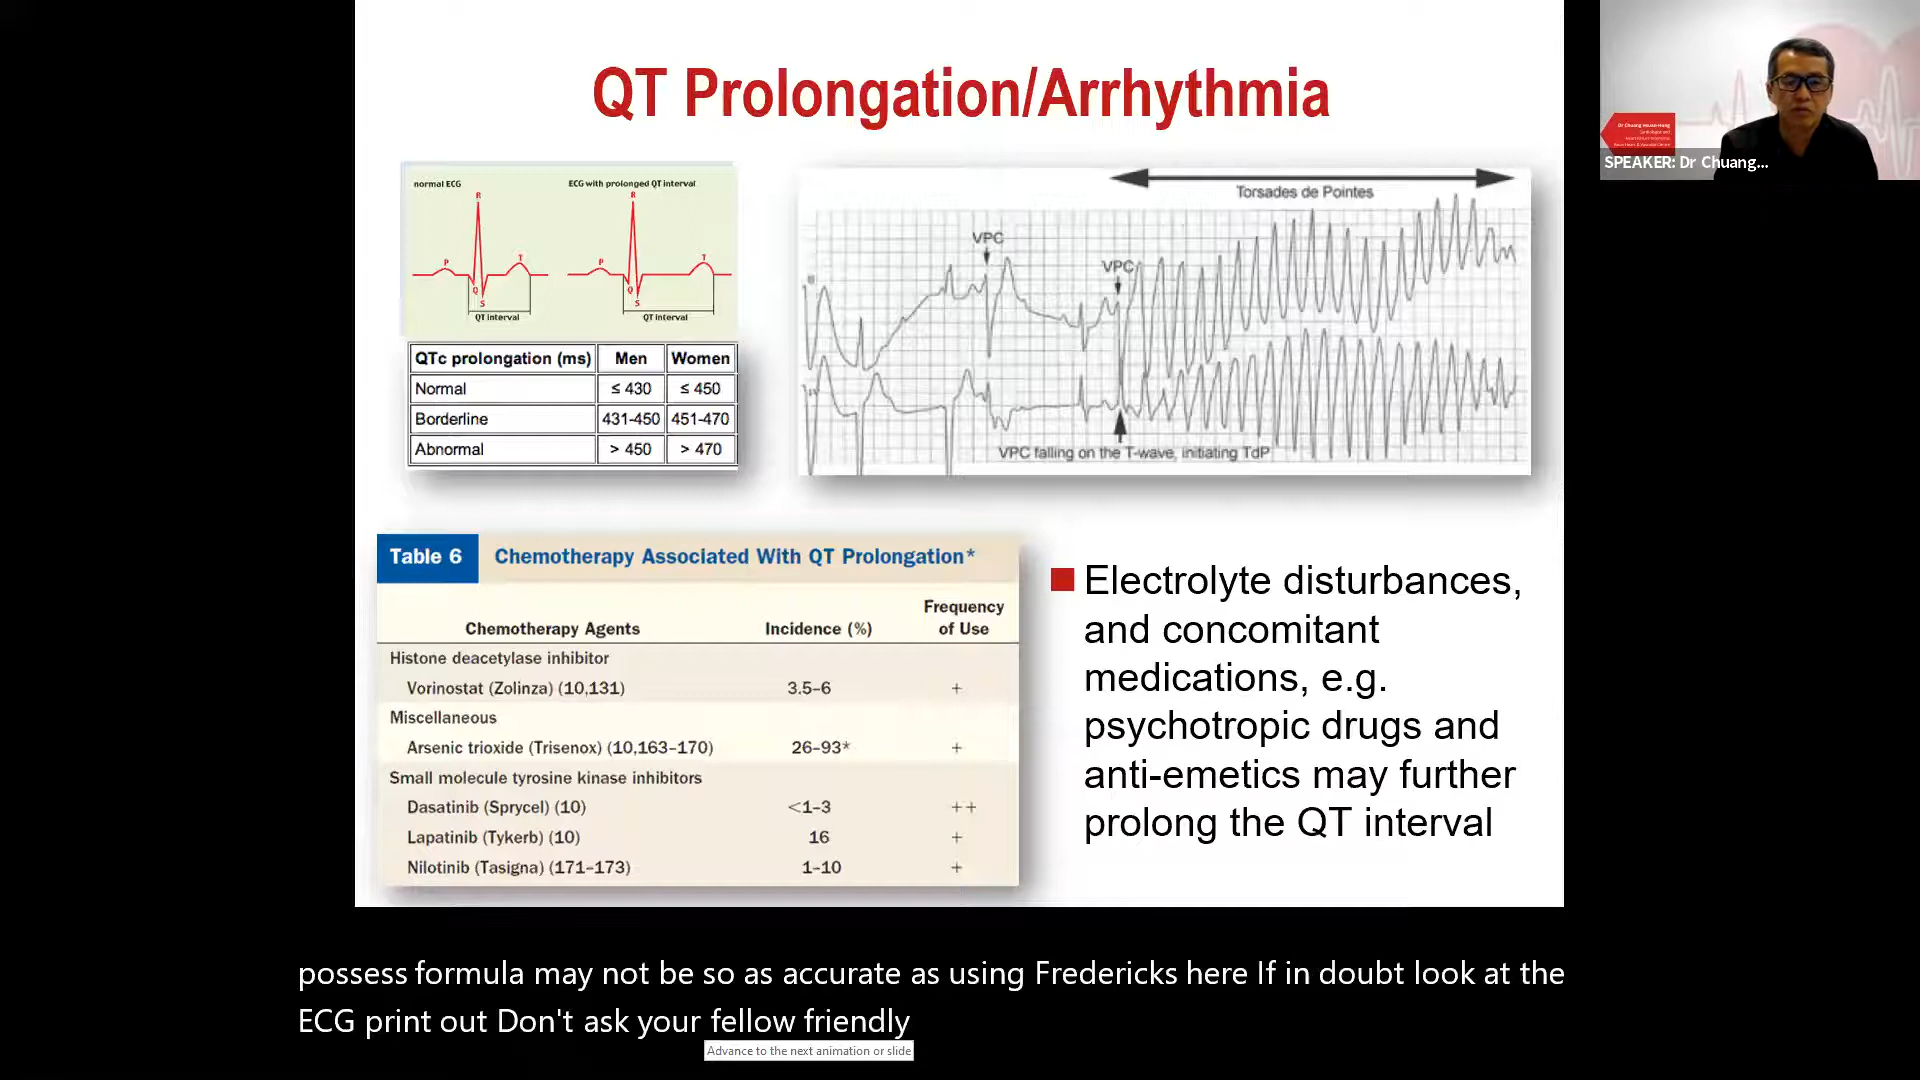 QT Prolongation/Arrhythmia
normal ECG
ECG with prolonged QT interval
R
R
P
T
P
T
Q
Q
S
S
QT interval
QT interval
QTc prolongation (ms) Men Women
Normal ≤ 430 ≤ 450
Borderline 431-450 451-470
Abnormal > 450 > 470
Torsades de Pointes
VPC
VPC
II
VPC falling on the T-wave, initiating TdP
Table 6 Chemotherapy Associated With QT Prolongation*
Frequency
Chemotherapy Agents Incidence (%) of Use
Histone deacetylase inhibitor
Vorinostat (Zolinza) (10,131) 3.5–6 +
Miscellaneous
Arsenic trioxide (Trisenox) (10,163–170) 26–93* +
Small molecule tyrosine kinase inhibitors
Dasatinib (Sprycel) (10) <1–3 ++
Lapatinib (Tykerb) (10) 16 +
Nilotinib (Tasigna) (171–173) 1–10 +
Electrolyte disturbances,
and concomitant
medications, e.g.
psychotropic drugs and
anti-emetics may further
prolong the QT interval
Dr Chuang Hsuan-Hung
SPEAKER: Dr Chuang...
possess formula may not be so as accurate as using Fredericks here If in doubt look at the
ECG print out Don't ask your fellow friendly
Advance to the next animation or slide